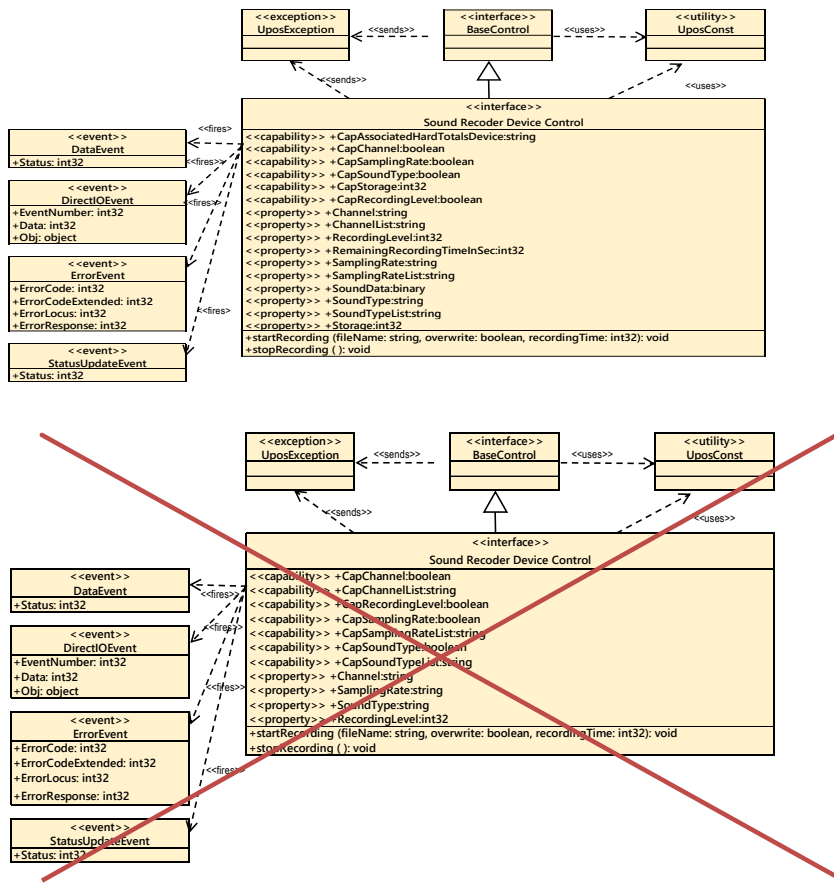 <<exception>>
UposException
<<sends>>
<<interface>>
BaseControl
<<uses>>
<<utility>>
UposConst
<<sends>>
<<uses>>
<<interface>>
Sound Recoder Device Control
<<capability>> +CapAssociatedHardTotalsDevice:string
<<capability>> +CapChannel:boolean
<<capability>> +CapSamplingRate:boolean
<<capability>> +CapSoundType:boolean
<<capability>> +CapStorage:int32
<<capability>> +CapRecordingLevel:boolean
<<property>> +Channel:string
<<property>> +ChannelList:string
<<property>> +RecordingLevel:int32
<<property>> +RemainingRecordingTimeInSec:int32
<<property>> +SamplingRate:string
<<property>> +SamplingRateList:string
<<property>> +SoundData:binary
<<property>> +SoundType:string
<<property>> +SoundTypeList:string
<<property>> +Storage:int32
+startRecording (fileName: string, overwrite: boolean, recordingTime: int32): void
+stopRecording ( ): void
<<fires>
<<fires>>
<<fires>>
<<fires>>
<<event>>
DataEvent
+Status: int32
<<event>>
DirectIOEvent
+EventNumber: int32
+Data: int32
+Obj: object
<<event>>
ErrorEvent
+ErrorCode: int32
+ErrorCodeExtended: int32
+ErrorLocus: int32
+ErrorResponse: int32
<<event>>
StatusUpdateEvent
+Status: int32
<<exception>>
UposException
<<sends>>
<<interface>>
BaseControl
<<uses>>
<<utility>>
UposConst
<<sends>>
<<uses>>
<<interface>>
Sound Recoder Device Control
<<capability>> +CapChannel:boolean
<<capability>> +CapChannelList:string
<<capability>> +CapRecordingLevel:boolean
<<capability>> +CapSamplingRate:boolean
<<capability>> +CapSamplingRateList:string
<<capability>> +CapSoundType:boolean
<<capability>> +CapSoundTypeList:string
<<property>> +Channel:string
<<property>> +SamplingRate:string
<<property>> +SoundType:string
<<property>> +RecordingLevel:int32
+startRecording (fileName: string, overwrite: boolean, recordingTime: int32): void
+stopRecording ( ): void
<<fires>>
<<fires>>
<<fires>>
<<fires>>
<<event>>
DataEvent
+Status: int32
<<event>>
DirectIOEvent
+EventNumber: int32
+Data: int32
+Obj: object
<<event>>
ErrorEvent
+ErrorCode: int32
+ErrorCodeExtended: int32
+ErrorLocus: int32
+ErrorResponse: int32
<<event>>
StatusUpdateEvent
+Status: int32